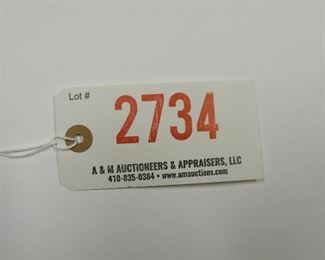 Lot #
2734
A & M AUCTIONEERS & APPRAISERS, LLC
410-835-0384 • www.amauctions.com